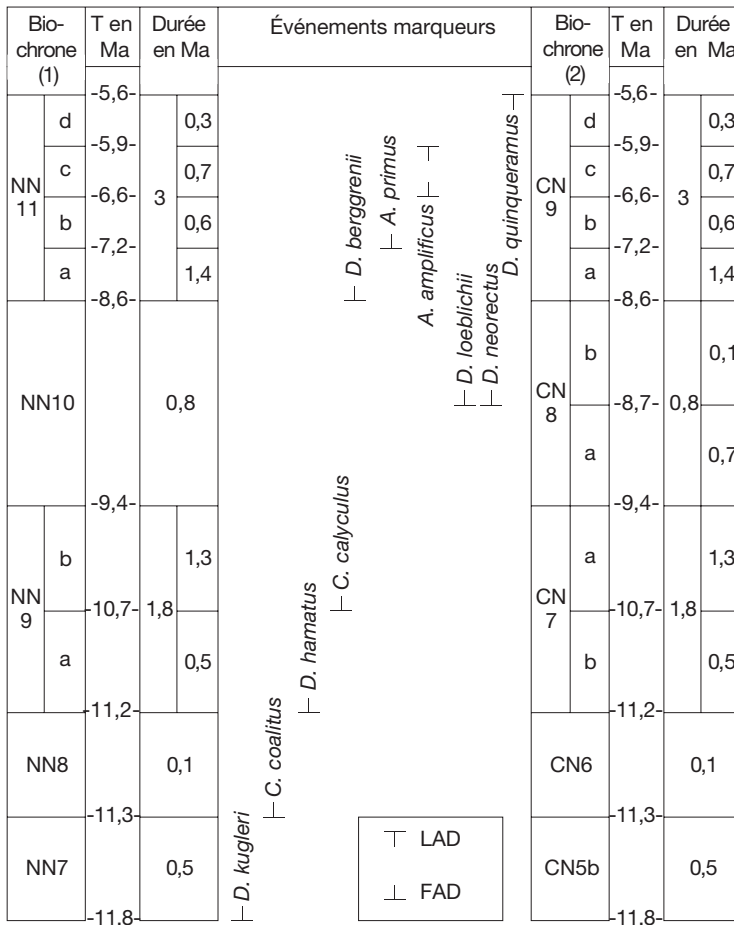 Bio-
chrone
(1)
T en
Ma
Durée
en Ma
Événements marqueurs
Bio-
chrone
(2)
T en
Ma
Durée
en Ma
-5,6-
-5,6-
NN
11
d
0,3
-5,9-
c
0,7
-6,6-
3
b
0,6
-7,2-
a
1,4
-8,6-
NN10
0,8
-9,4-
NN
9
b
1,3
-10,7-
1,8
a
0,5
-11,2-
NN8
0,1
-11,3-
NN7
0,5
-11,8-
D. kugleri
C. coalitus
D. hamatus
C. calyculus
D. berggrenii
A. primus
A. amplificus
D. loeblichii
D. neorectus
D. quinqueramus
LAD
FAD
CN
9
d
0,3
-5,9-
c
0,7
-6,6-
3
b
0,6
-7,2-
a
1,4
-8,6-
CN
8
b
0,1
-8,7-
0,8
a
0,7
-9,4-
CN
7
a
1,3
-10,7-
1,8
b
0,5
-11,2-
CN6
0,1
-11,3-
CN5b
0,5
-11,8-